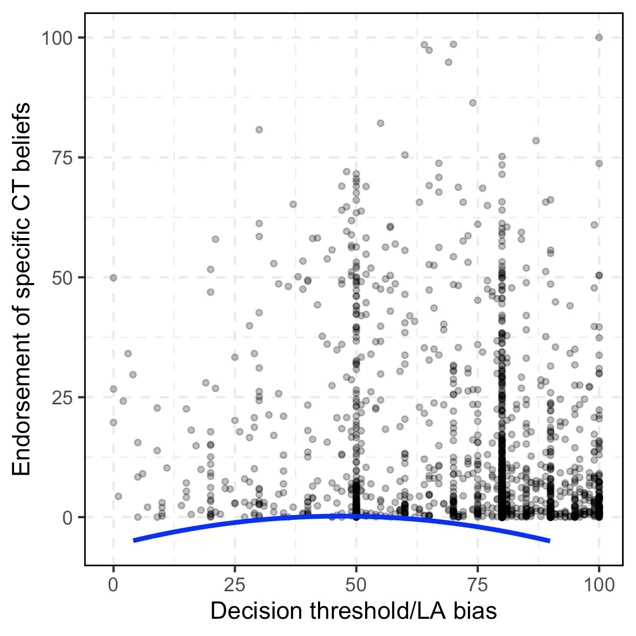 Endorsement of specific CT beliefs
100
75
50
25
0
0 25 50 75 100
Decision threshold/LA bias